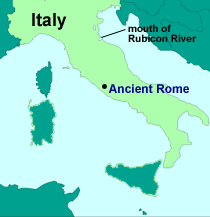 Italy
mouth of
Rubicon River
Ancient Rome